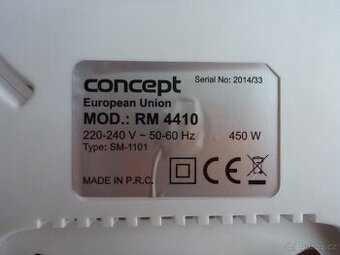 concept
Serial No: 2014/33
European Union
MOD.: RM 4410
220-240 V ~ 50-60 Hz 450 W
Type: SM-1101
MADE IN P.R.C.
CE